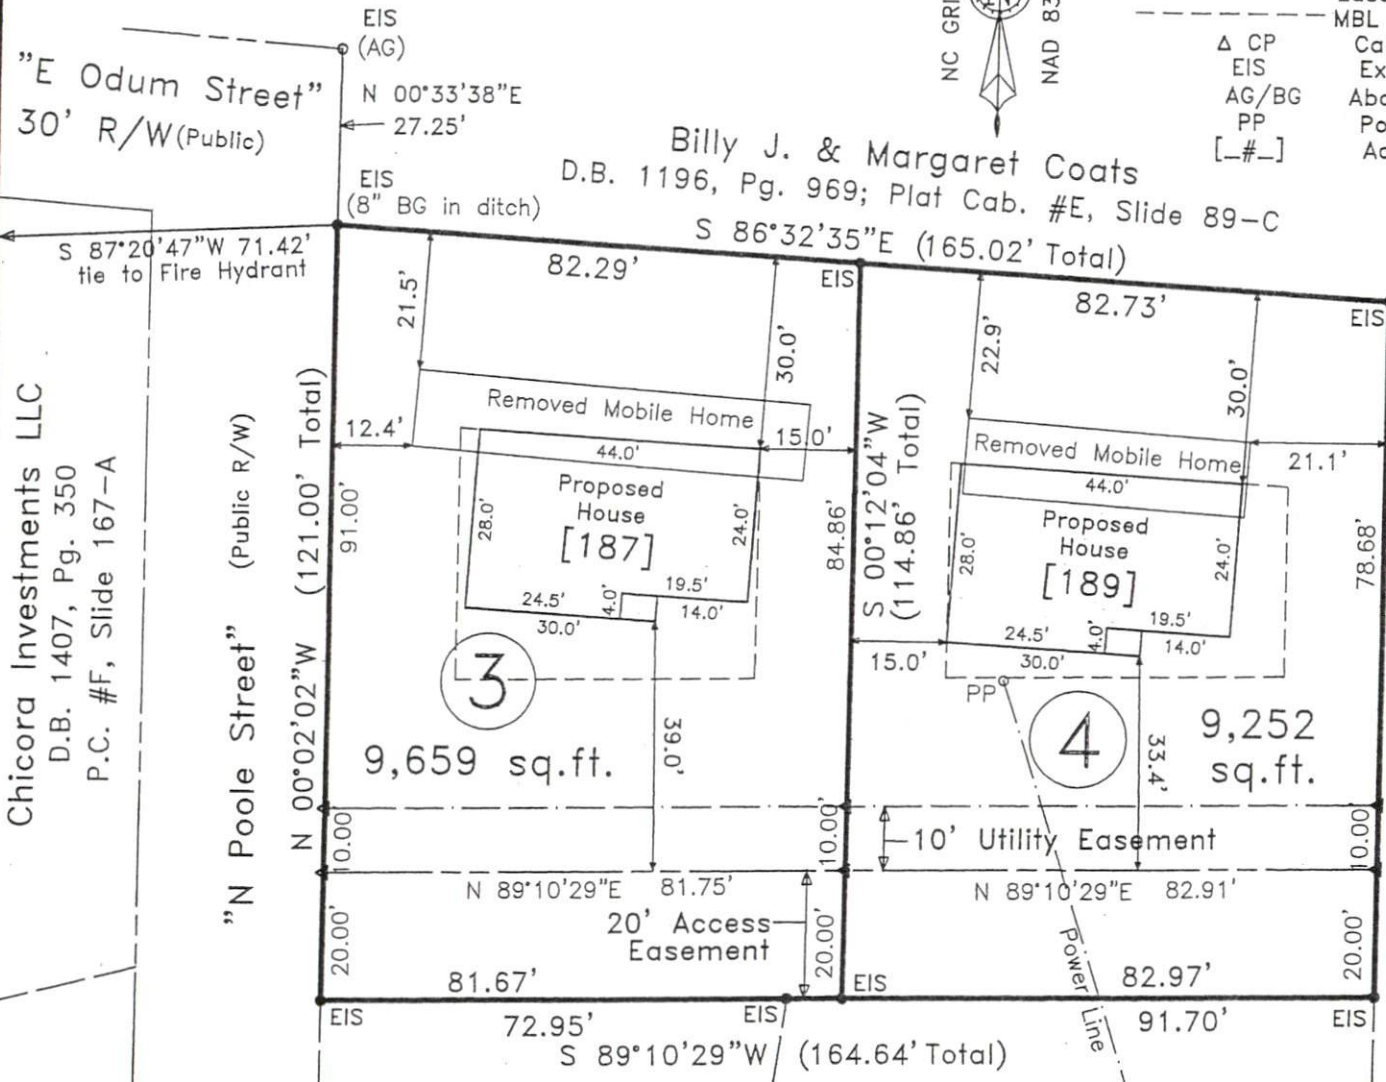 EIS
(AG)
"E Odum Street"
30' R/W(Public)
N 00°33'38"E
27.25'
NC GRI
NAD 83
MBL
Δ CP
EIS
AG/BG
PP
[_#_]
Ca
Ex
Abo
Po
Ad
Billy J. & Margaret Coats
D.B. 1196, Pg. 969; Plat Cab. #E, Slide 89-C
S 86°32'35"E (165.02' Total)
EIS
(8" BG in ditch)
S 87°20'47"W 71.42'
tie to Fire Hydrant
82.29'
EIS
82.73'
EIS
21.5'
30.0'
22.9'
30.0'
Removed Mobile Home
12.4'
15.0'
44.0'
Proposed
House
[187]
28.0'
24.0'
19.5'
24.5'
4.0'
14.0'
30.0'
Removed Mobile Home
21.1'
44.0'
Proposed
House
[189]
28.0'
24.0'
19.5'
24.5'
4.0'
14.0'
30.0'
15.0'
PP
Chicora Investments LLC
D.B. 1407, Pg. 350
P.C. #F, Slide 167-A
"N Poole Street" (Public R/W)
N 00°02'02"W (121.00' Total)
91.00'
84.86'
S 00°12'04"W
(114.86' Total)
78.68'
3
9,659 sq.ft.
39.0'
4
9,252
sq.ft.
33.4'
10.00'
10.00'
10' Utility Easement
10.00'
N 89°10'29"E 81.75'
N 89°10'29"E 82.91'
20' Access
Easement
20.00'
20.00'
20.00'
Power Line
81.67'
EIS
82.97'
EIS
72.95'
EIS
91.70'
EIS
S 89°10'29"W (164.64' Total)